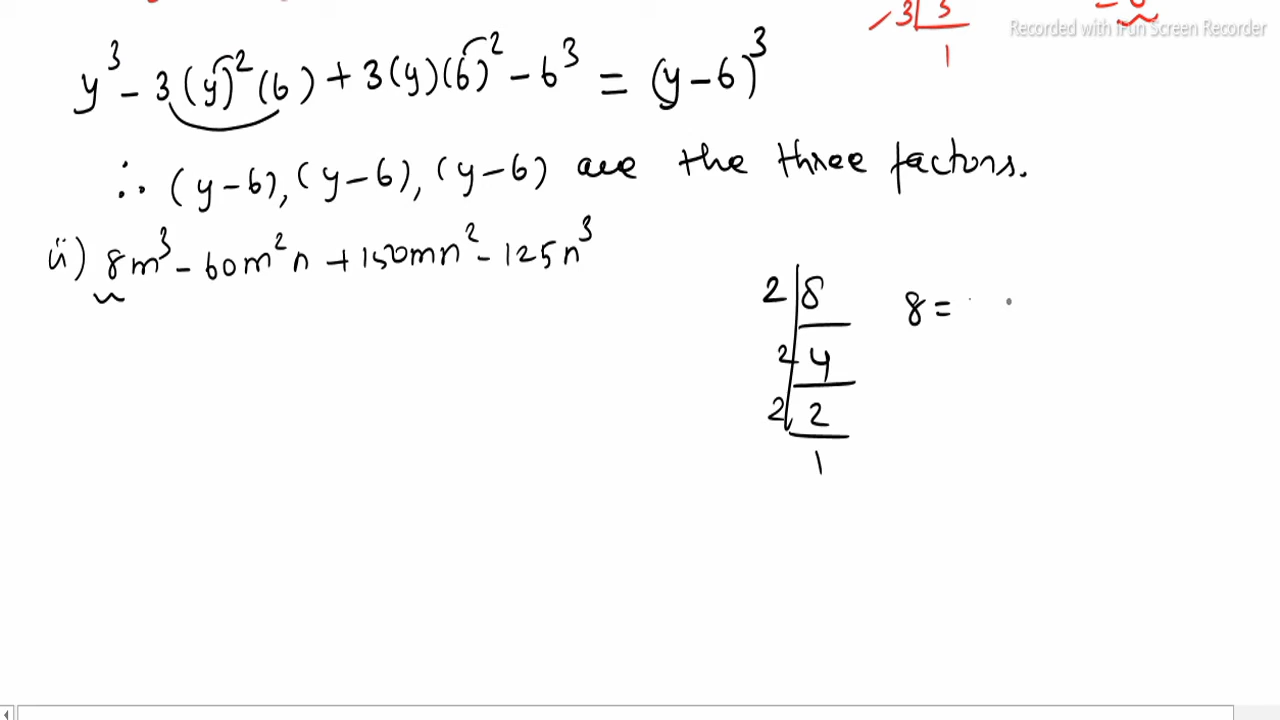 3 3
Recorded with iFun Screen Recorder
1
y³ - 3(y)²(6) + 3(y)(6)² - 6³ = (y-6)³
∴ (y-6), (y-6), (y-6) are the three factors.
ii) 8m³ - 60m²n + 150mn² - 125n³
2 8 8 =
2 4
2 2
1